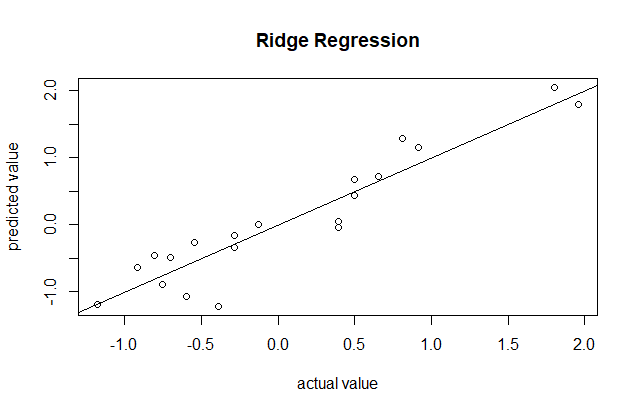 Ridge Regression
predicted value
2.0
1.0
0.0
-1.0
-1.0 -0.5 0.0 0.5 1.0 1.5 2.0
actual value